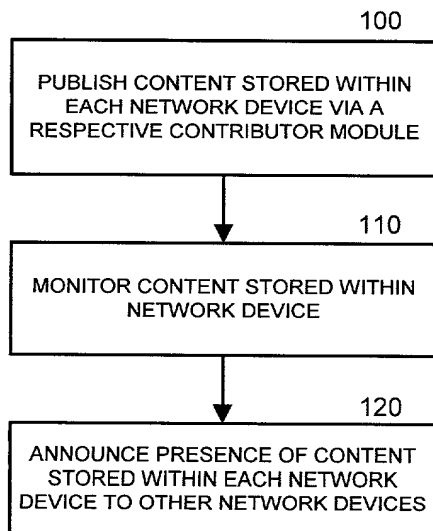 100
PUBLISH CONTENT STORED WITHIN
EACH NETWORK DEVICE VIA A
RESPECTIVE CONTRIBUTOR MODULE
110
MONITOR CONTENT STORED WITHIN
NETWORK DEVICE
120
ANNOUNCE PRESENCE OF CONTENT
STORED WITHIN EACH NETWORK
DEVICE TO OTHER NETWORK DEVICES